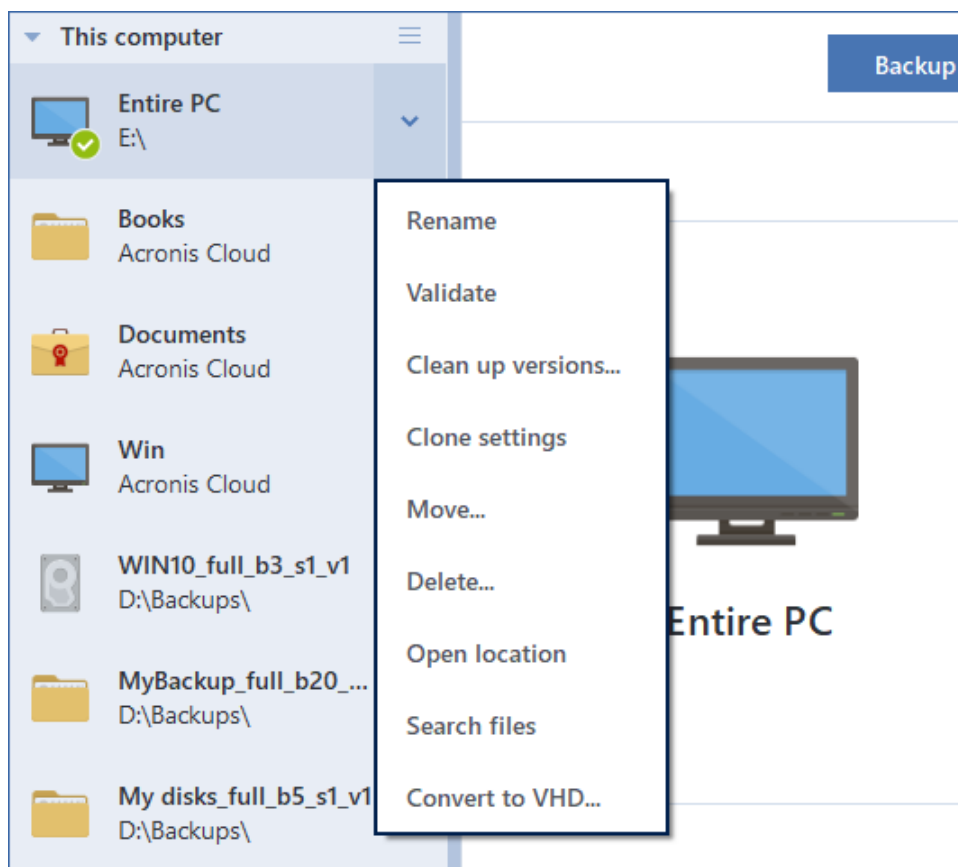 This computer
Backup
Entire PC
E:\
Books
Acronis Cloud
Documents
Acronis Cloud
Win
Acronis Cloud
WIN10_full_b3_s1_v1
D:\Backups\
MyBackup_full_b20_...
D:\Backups\
My disks_full_b5_s1_v1
D:\Backups\
Rename
Validate
Clean up versions...
Clone settings
Move...
Delete...
Open location
Search files
Convert to VHD...
Entire PC